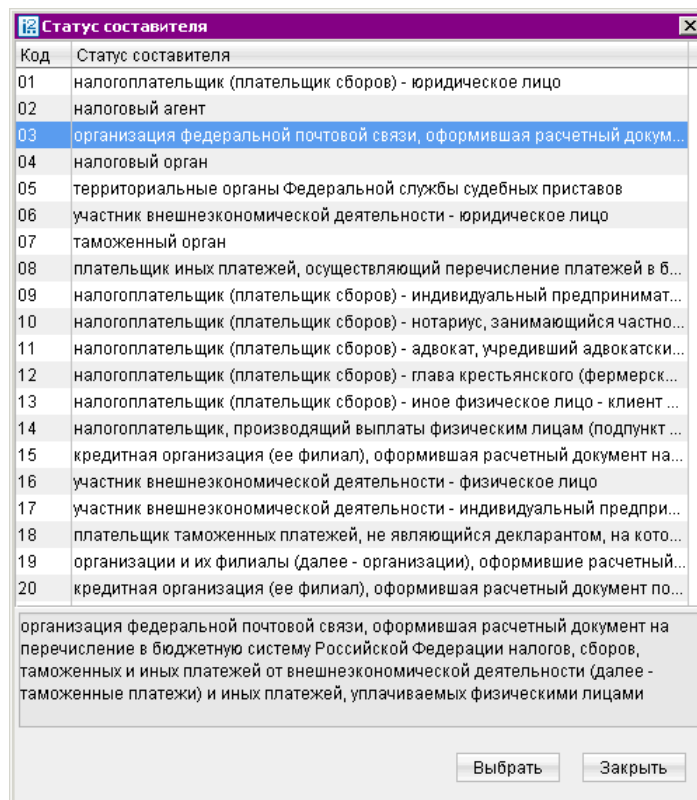 Статус составителя
Код Статус составителя
01 налогоплательщик (плательщик сборов) - юридическое лицо
02 налоговый агент
03 организация федеральной почтовой связи, оформившая расчетный докум...
04 налоговый орган
05 территориальные органы Федеральной службы судебных приставов
06 участник внешнеэкономической деятельности - юридическое лицо
07 таможенный орган
08 плательщик иных платежей, осуществляющий перечисление платежей в б...
09 налогоплательщик (плательщик сборов) - индивидуальный предпринимат...
10 налогоплательщик (плательщик сборов) - нотариус, занимающийся частно...
11 налогоплательщик (плательщик сборов) - адвокат, учредивший адвокатски...
12 налогоплательщик (плательщик сборов) - глава крестьянского (фермерск...
13 налогоплательщик (плательщик сборов) - иное физическое лицо - клиент ...
14 налогоплательщик, производящий выплаты физическим лицам (подпункт ...
15 кредитная организация (ее филиал), оформившая расчетный документ на...
16 участник внешнеэкономической деятельности - физическое лицо
17 участник внешнеэкономической деятельности - индивидуальный предпри...
18 плательщик таможенных платежей, не являющийся декларантом, на кото...
19 организации и их филиалы (далее - организации), оформившие расчетный...
20 кредитная организация (ее филиал), оформившая расчетный документ по...
организация федеральной почтовой связи, оформившая расчетный документ на
перечисление в бюджетную систему Российской Федерации налогов, сборов,
таможенных и иных платежей от внешнеэкономической деятельности (далее -
таможенные платежи) и иных платежей, уплачиваемых физическими лицами
Выбрать Закрыть